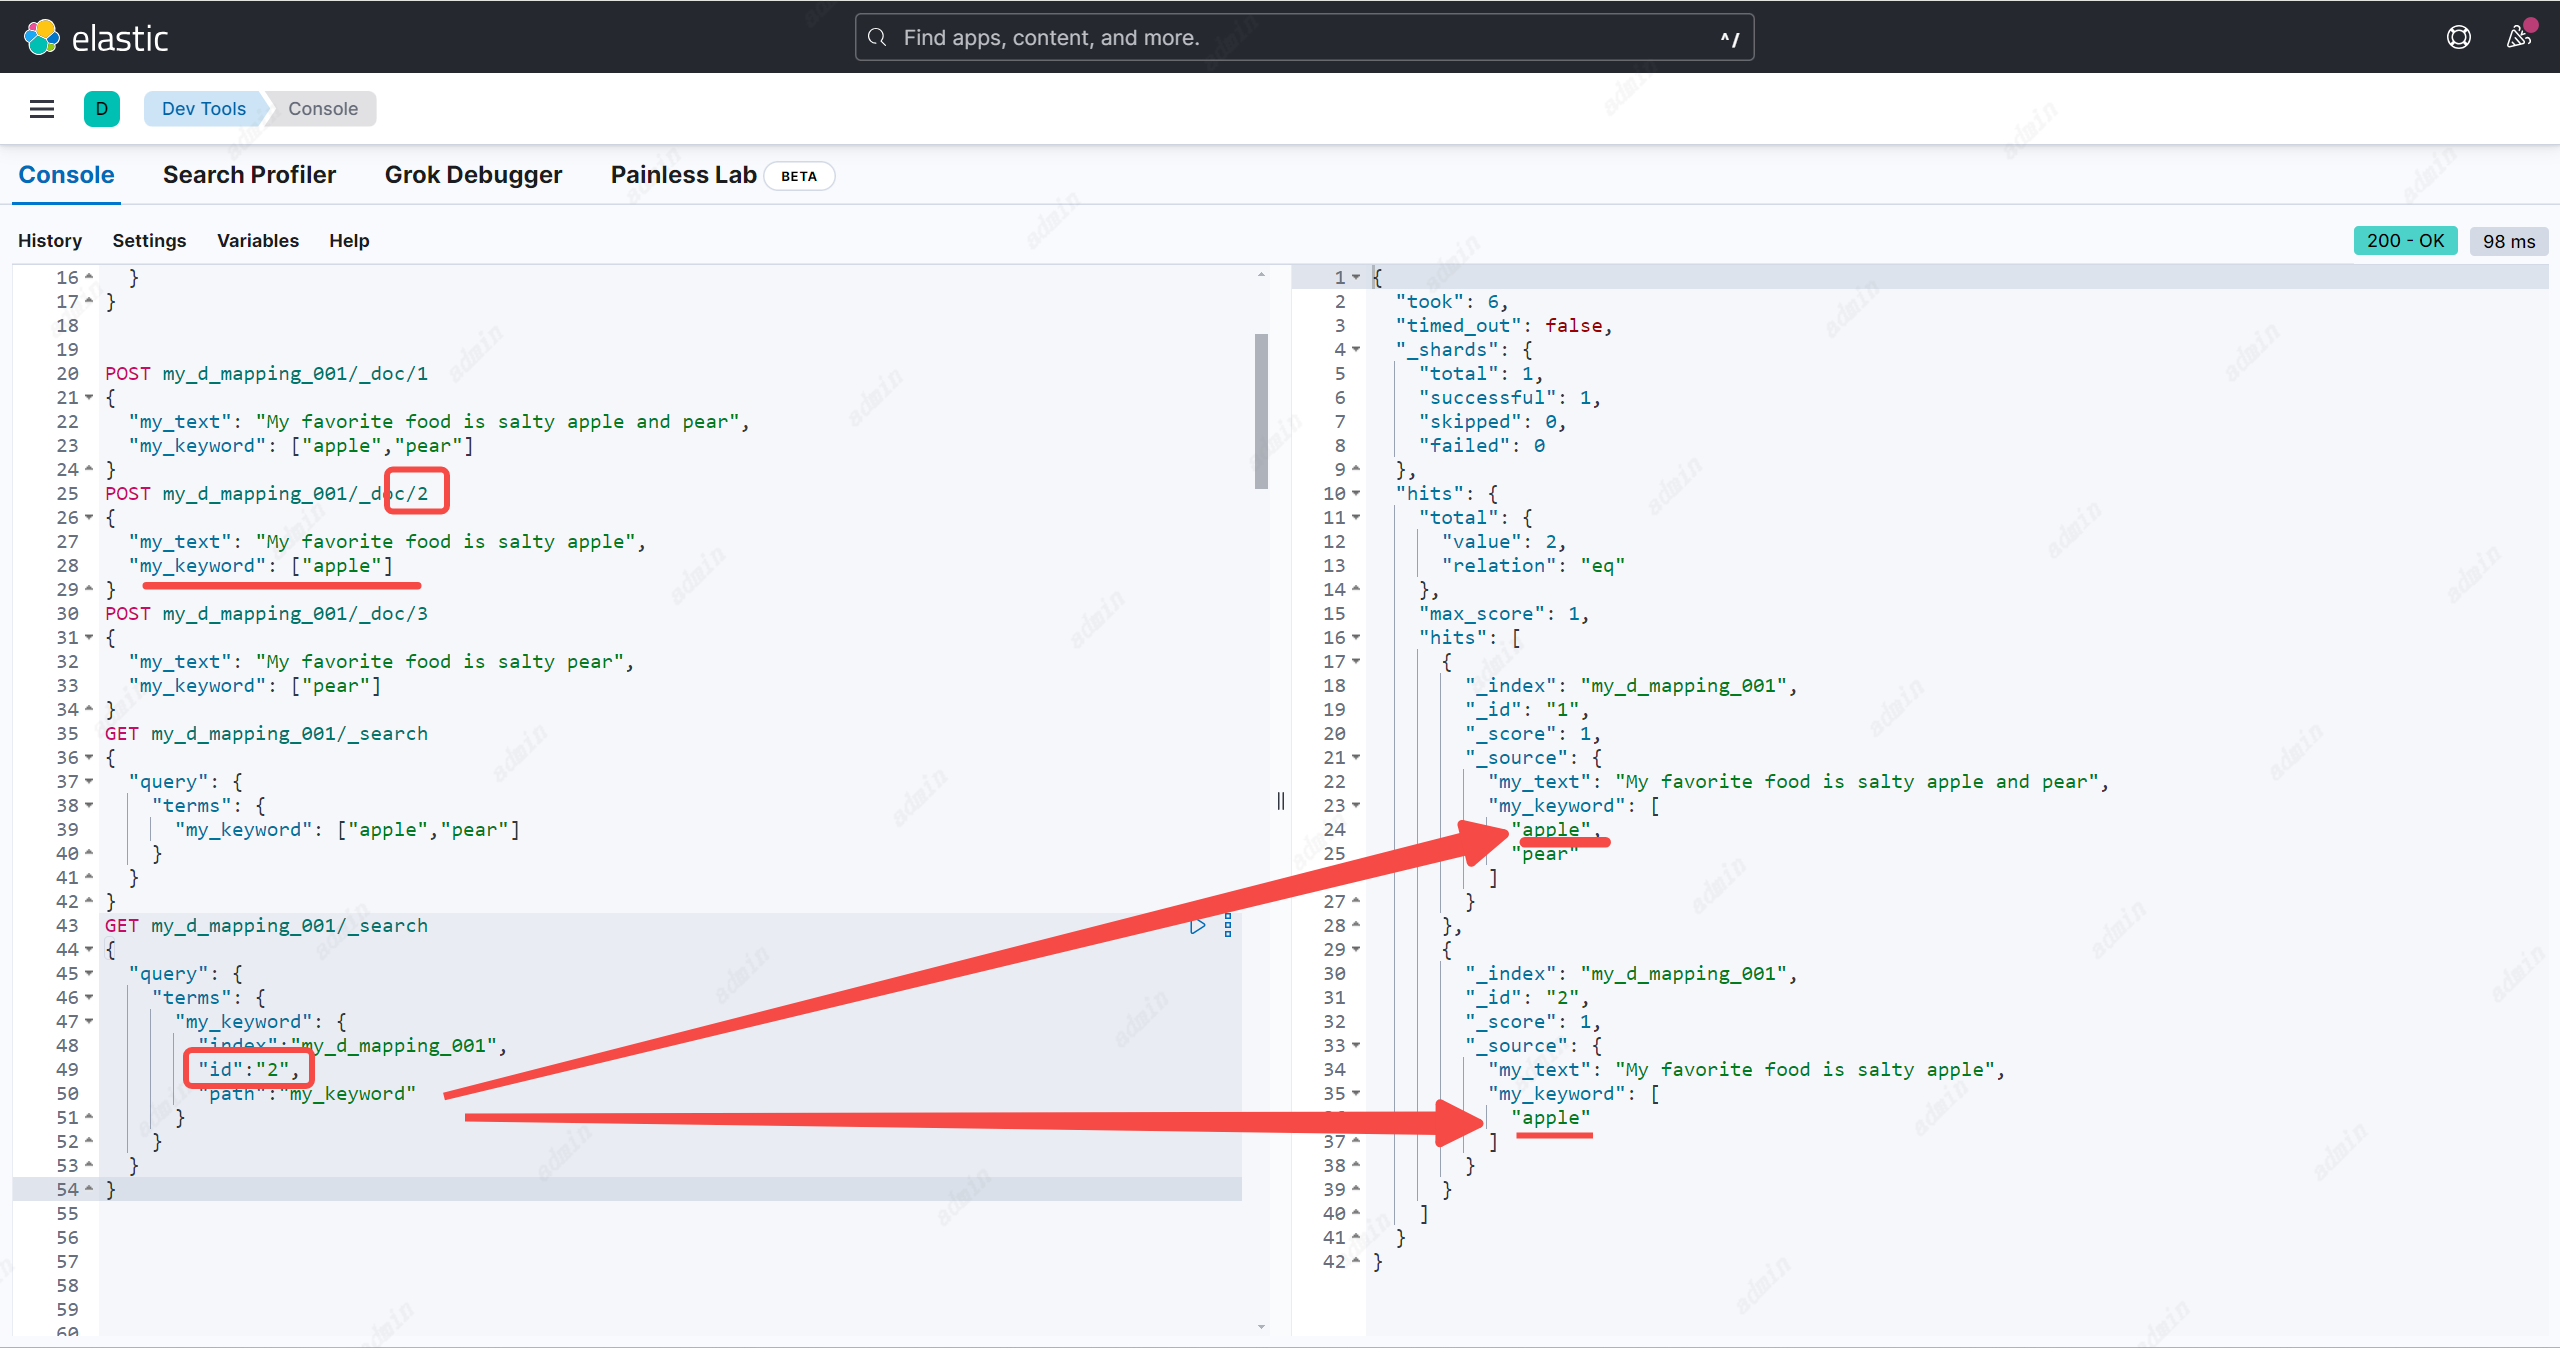 elastic
Find apps, content, and more.
^/
D
Dev Tools
Console
Console
Search Profiler
Grok Debugger
Painless Lab
BETA
History
Settings
Variables
Help
200 - OK
98 ms
16 }
17 }
18
19
20 POST my_d_mapping_001/_doc/1
21 {
22 "my_text": "My favorite food is salty apple and pear",
23 "my_keyword": ["apple","pear"]
24 }
25 POST my_d_mapping_001/_doc/2
26 {
27 "my_text": "My favorite food is salty apple",
28 "my_keyword": ["apple"]
29 }
30 POST my_d_mapping_001/_doc/3
31 {
32 "my_text": "My favorite food is salty pear",
33 "my_keyword": ["pear"]
34 }
35 GET my_d_mapping_001/_search
36 {
37 "query": {
38 "terms": {
39 "my_keyword": ["apple","pear"]
40 }
41 }
42 }
43 GET my_d_mapping_001/_search
44 {
45 "query": {
46 "terms": {
47 "my_keyword": {
48 "index":"my_d_mapping_001",
49 "id":"2",
50 "path":"my_keyword"
51 }
52 }
53 }
54 }
55
56
57
58
59
60
1 {
2 "took": 6,
3 "timed_out": false,
4 "_shards": {
5 "total": 1,
6 "successful": 1,
7 "skipped": 0,
8 "failed": 0
9 },
10 "hits": {
11 "total": {
12 "value": 2,
13 "relation": "eq"
14 },
15 "max_score": 1,
16 "hits": [
17 {
18 "_index": "my_d_mapping_001",
19 "_id": "1",
20 "_score": 1,
21 "_source": {
22 "my_text": "My favorite food is salty apple and pear",
23 "my_keyword": [
24 "apple",
25 "pear"
]
27 }
28 },
29 {
30 "_index": "my_d_mapping_001",
31 "_id": "2",
32 "_score": 1,
33 "_source": {
34 "my_text": "My favorite food is salty apple",
35 "my_keyword": [
"apple"
37 ]
38 }
39 }
40 ]
41 }
42 }
admin